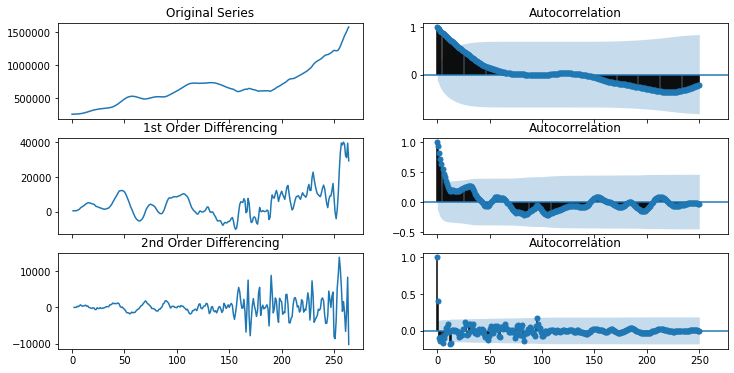 Original Series
Autocorrelation
1500000
1000000
500000
1
0
1st Order Differencing
Autocorrelation
40000
20000
0
1.0
0.5
0.0
−0.5
2nd Order Differencing
Autocorrelation
10000
0
−10000
1.0
0.5
0.0
0 50 100 150 200 250
0 50 100 150 200 250